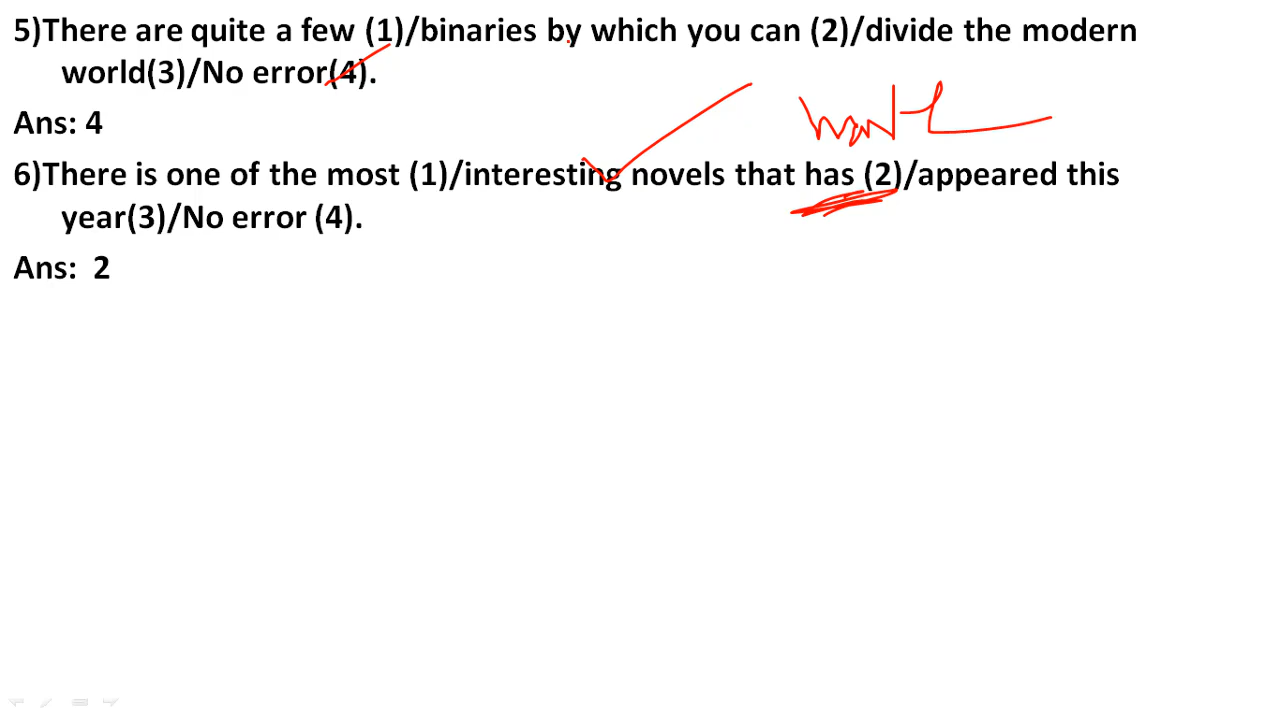 5)There are quite a few (1)/binaries by which you can (2)/divide the modern
world(3)/No error(4).
Ans: 4
have
6)There is one of the most (1)/interesting novels that has (2)/appeared this
year(3)/No error (4).
Ans: 2